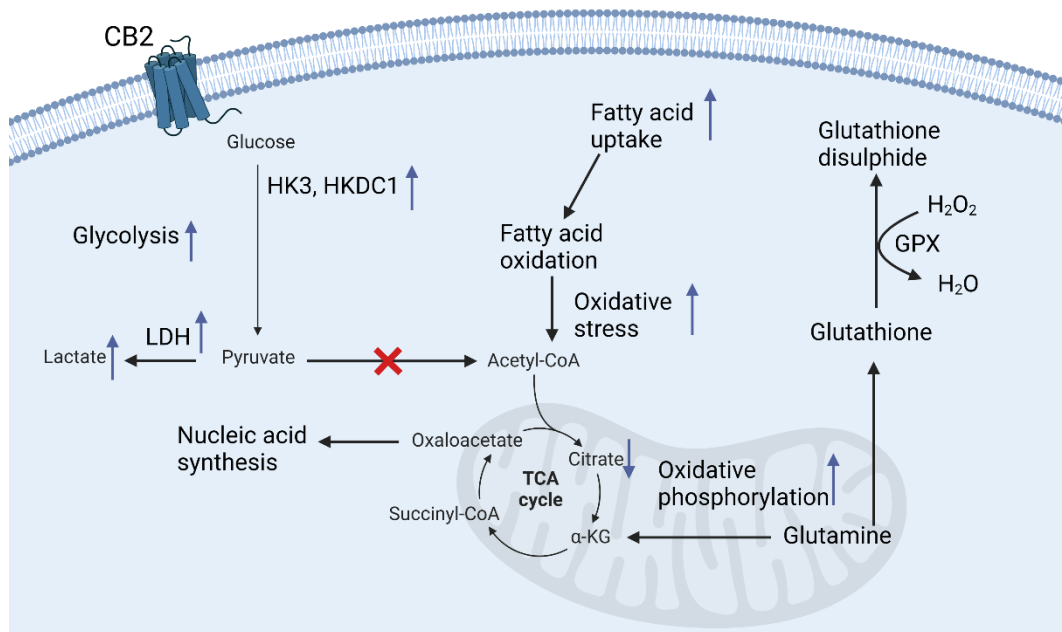 CB2
Glucose
HK3, HKDC1
Glycolysis
LDH
Lactate
Pyruvate
Fatty acid
uptake
Fatty acid
oxidation
Oxidative
stress
Acetyl-CoA
Glutathione
disulphide
H₂O₂
GPX
H₂O
Glutathione
Nucleic acid
synthesis
Oxaloacetate
Citrate
TCA
cycle
Succinyl-CoA
α-KG
Oxidative
phosphorylation
Glutamine